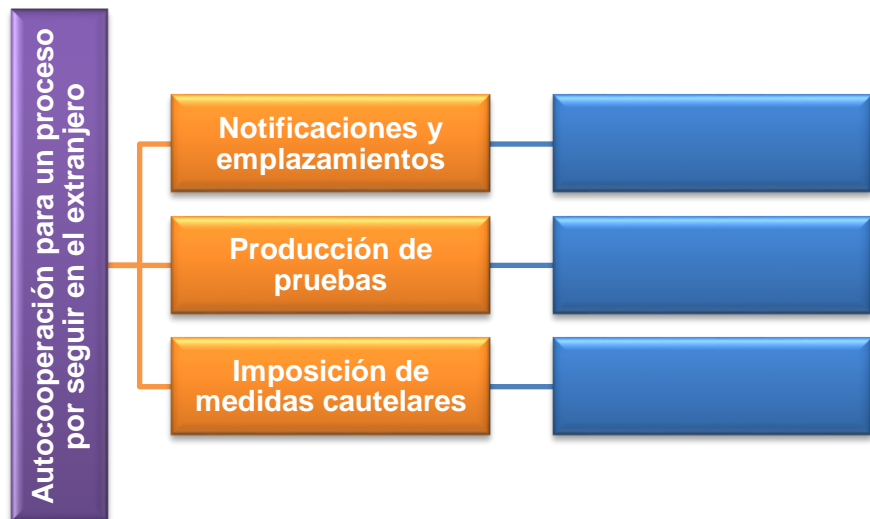 Autocooperación para un proceso
por seguir en el extranjero
Notificaciones y
emplazamientos
Producción de
pruebas
Imposición de
medidas cautelares